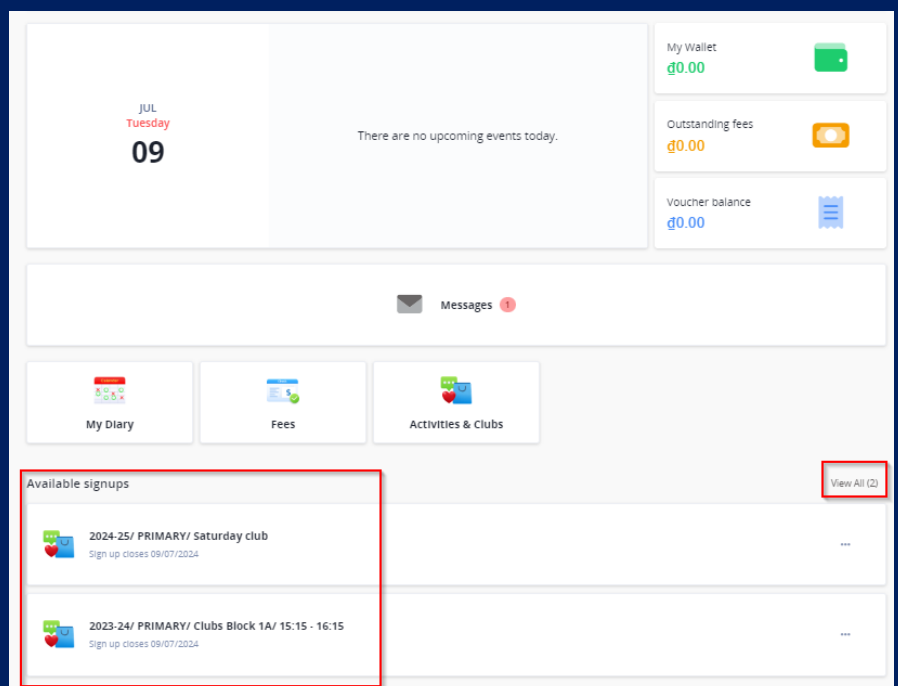 JUL
Tuesday
09
There are no upcoming events today.
My Wallet
₫0.00
Outstanding fees
₫0.00
Voucher balance
₫0.00
Messages 1
My Diary
Fees
Activities & Clubs
Available signups
View All (2)
2024-25/ PRIMARY/ Saturday club
Sign up closes 09/07/2024
2023-24/ PRIMARY/ Clubs Block 1A/ 15:15 - 16:15
Sign up closes 09/07/2024